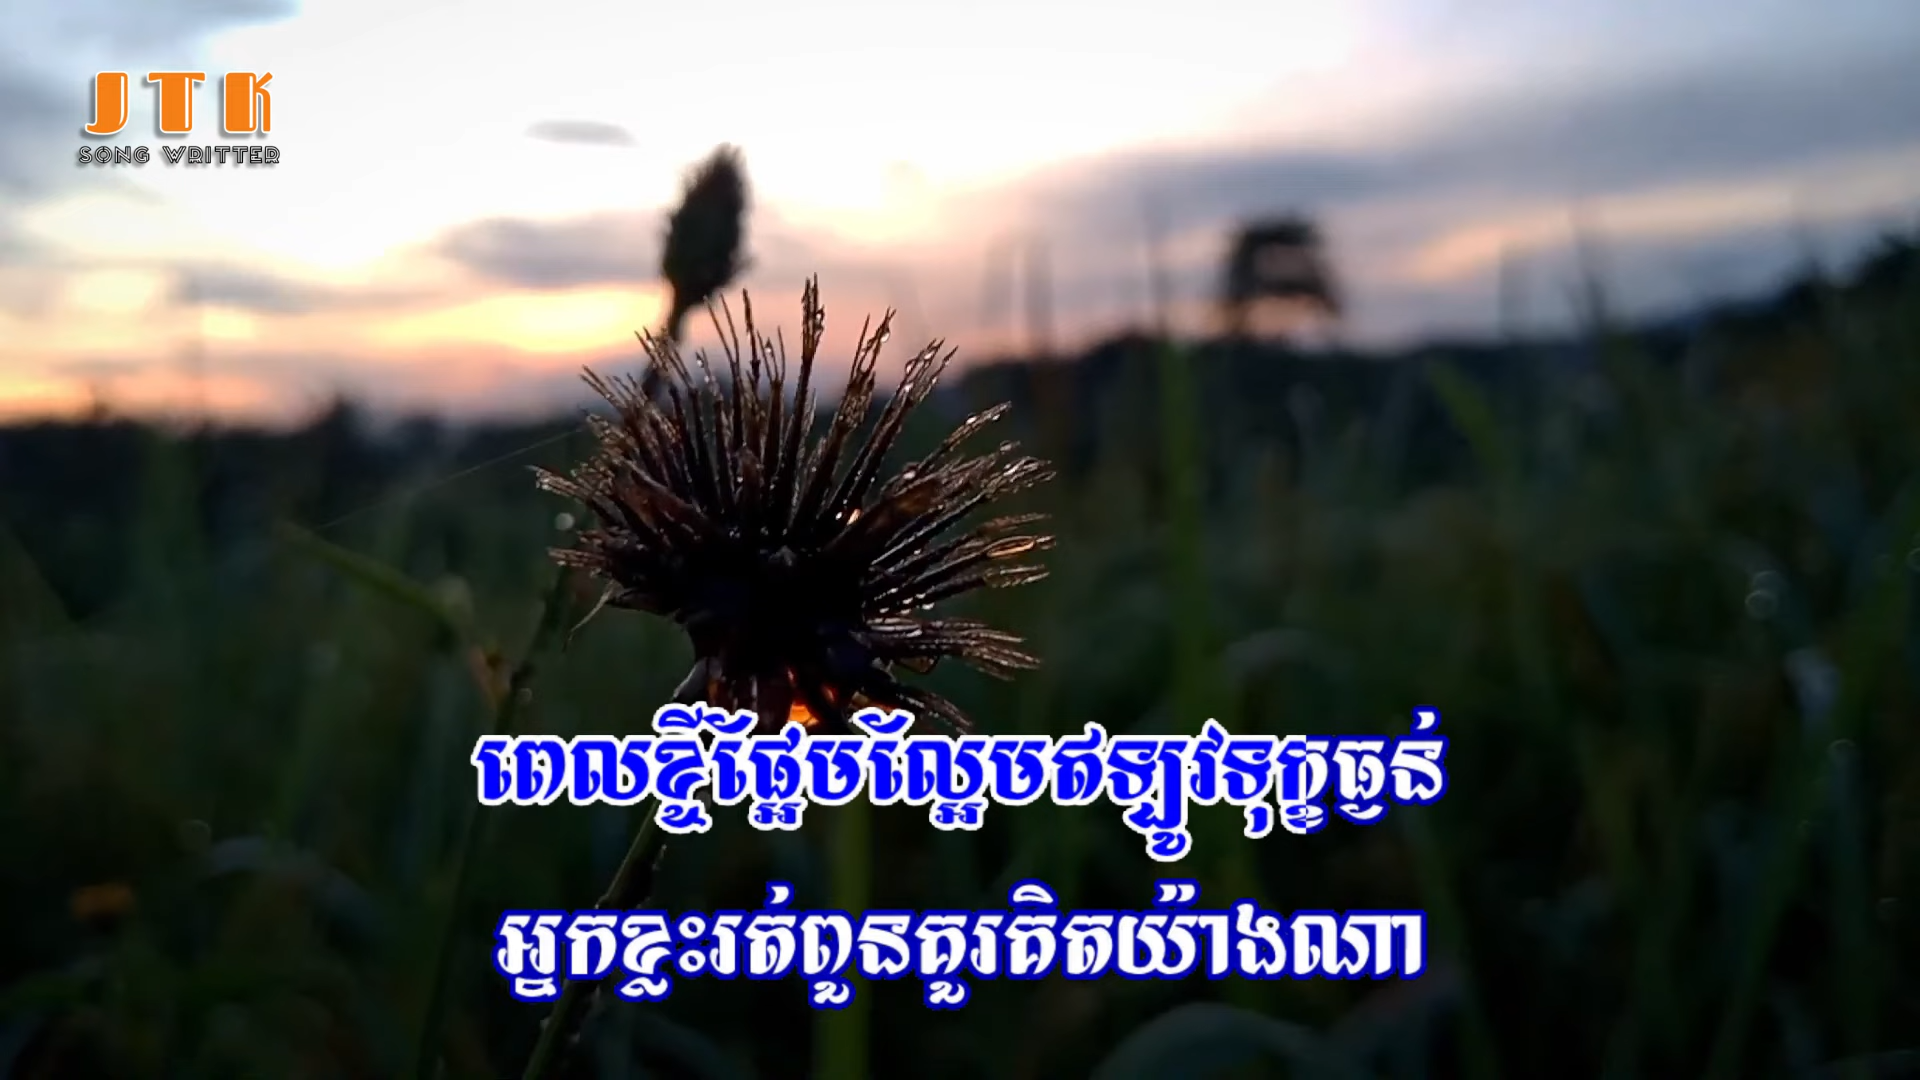 JTK
SONG WRITTER
ពេលខ្ចីផ្អែមល្ហែមឥឡូវទុក្ខធ្ងន់
អ្នកខ្លះរត់ពួនគួរគិតយ៉ាងណា